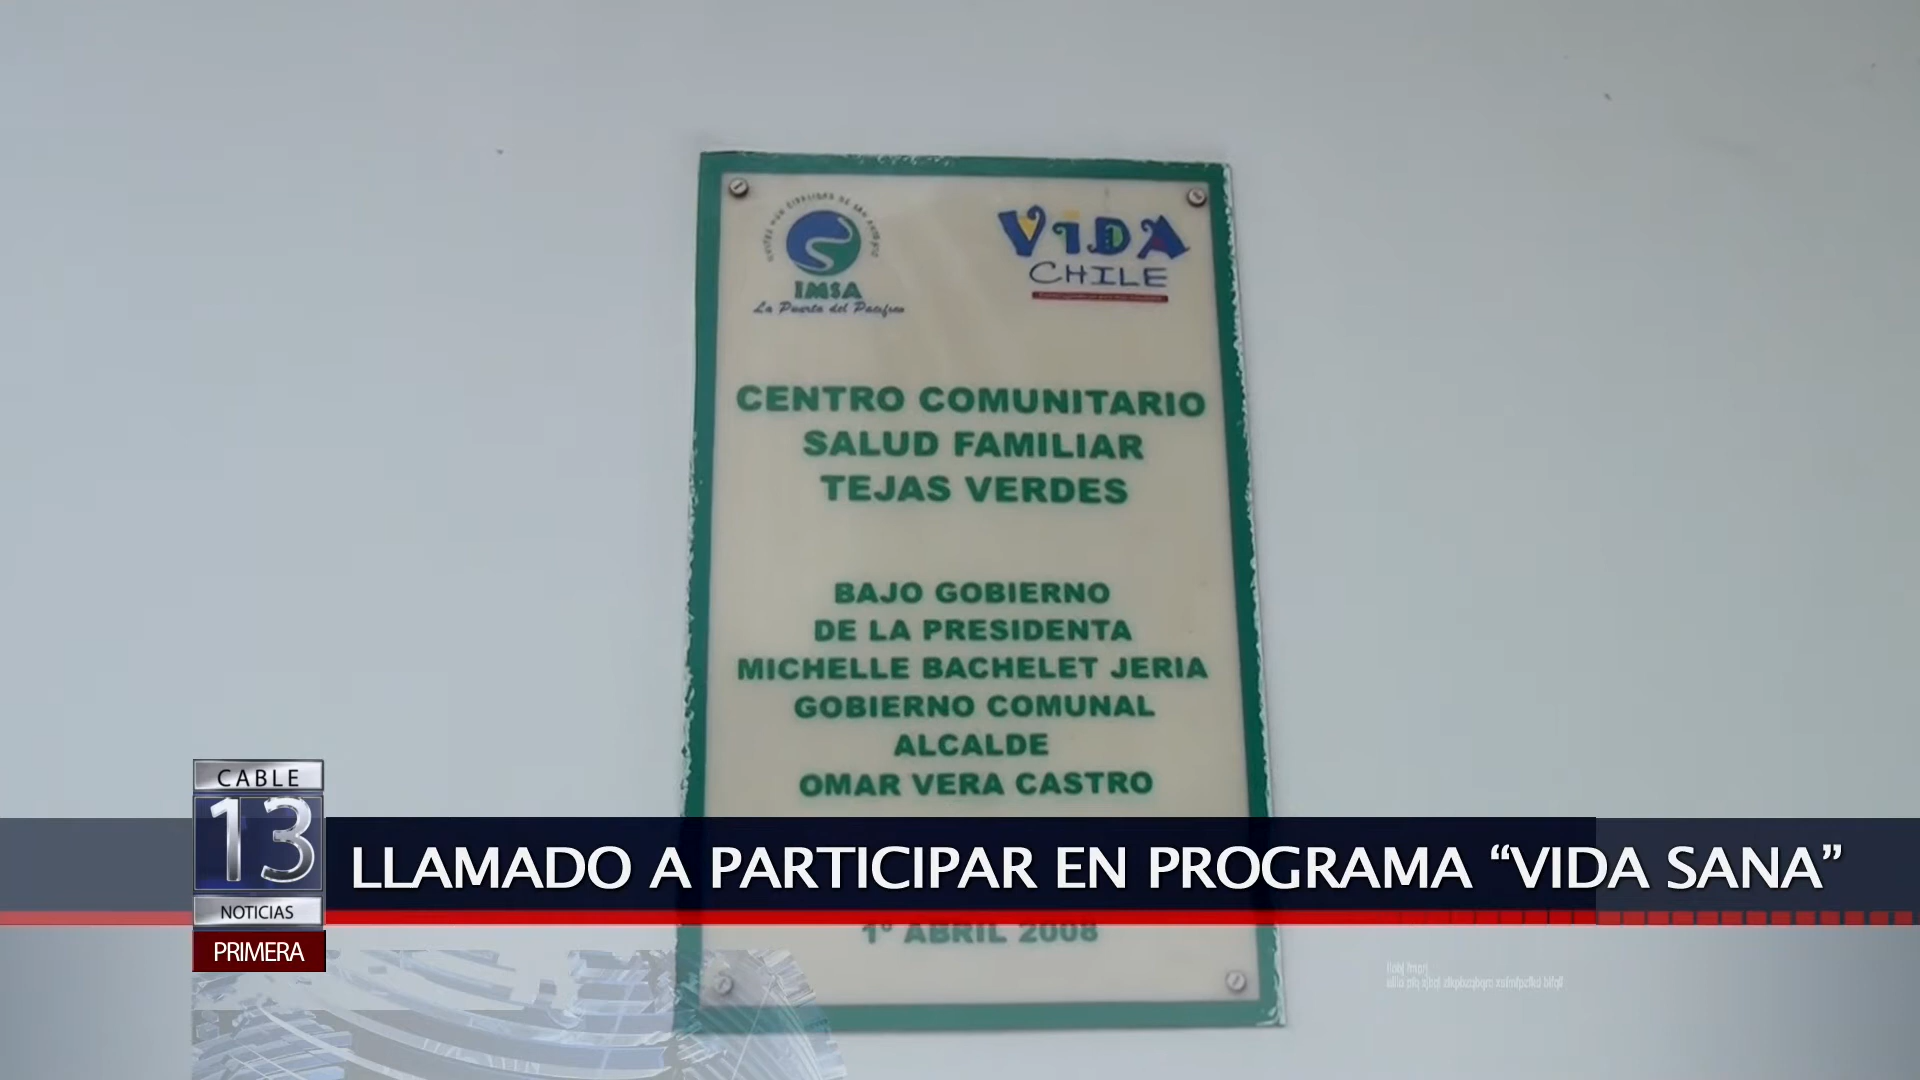 IMSA
La Puerta del Pacífico
VIDA
CHILE
CENTRO COMUNITARIO
SALUD FAMILIAR
TEJAS VERDES
BAJO GOBIERNO
DE LA PRESIDENTA
MICHELLE BACHELET JERIA
GOBIERNO COMUNAL
ALCALDE
OMAR VERA CASTRO
CABLE
13
NOTICIAS
PRIMERA
LLAMADO A PARTICIPAR EN PROGRAMA “VIDA SANA”
1º ABRIL 2008